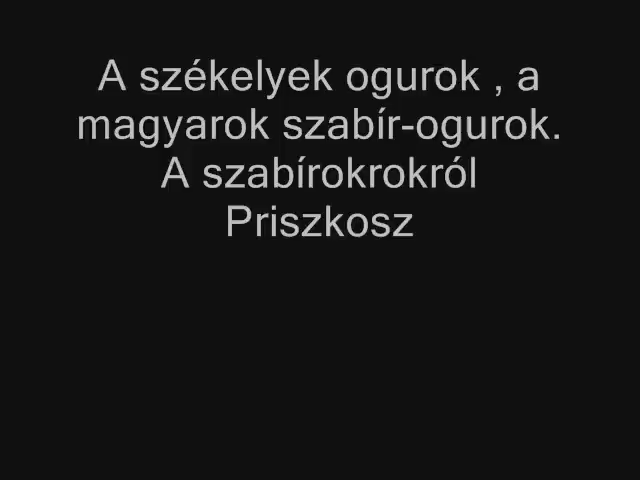 A székelyek ogurok , a
magyarok szabír-ogurok.
A szabírokrokról
Priszkosz